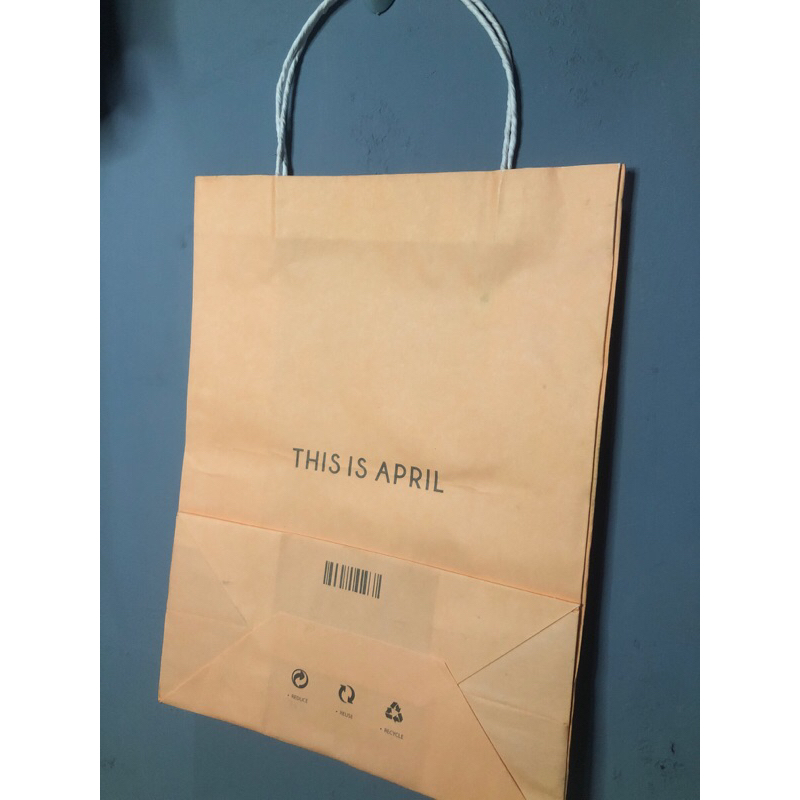 THIS IS APRIL
• REDUCE
• REUSE
• RECYCLE